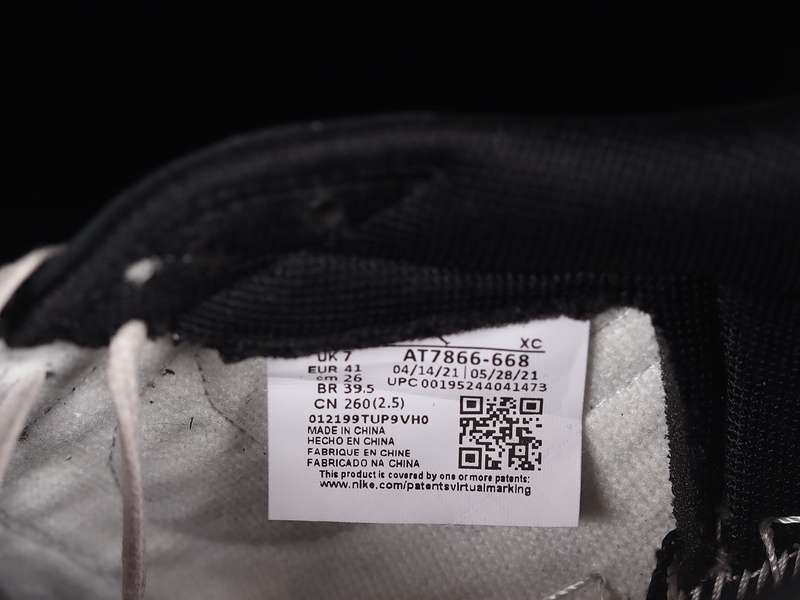 XC
UK 7 AT7866-668
EUR 41 04/14/21 | 05/28/21
cm 26 UPC 00195244041473
BR 39.5
CN 260(2.5)
012199TUP9VH0
MADE IN CHINA
HECHO EN CHINA
FABRIQUE EN CHINE
FABRICADO NA CHINA
This product is covered by one or more patents:
www.nike.com/patentsvirtualmarking